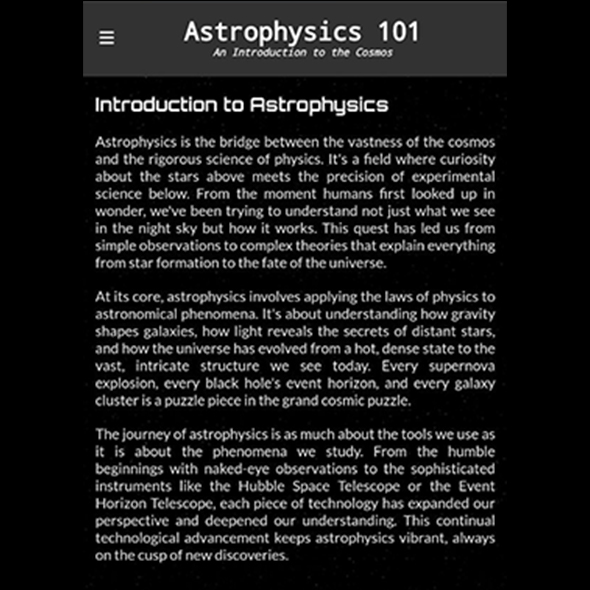 Astrophysics 101
An Introduction to the Cosmos
Introduction to Astrophysics
Astrophysics is the bridge between the vastness of the cosmos
and the rigorous science of physics. It's a field where curiosity
about the stars above meets the precision of experimental
science below. From the moment humans first looked up in
wonder, we've been trying to understand not just what we see
in the night sky but how it works. This quest has led us from
simple observations to complex theories that explain everything
from star formation to the fate of the universe.
At its core, astrophysics involves applying the laws of physics to
astronomical phenomena. It's about understanding how gravity
shapes galaxies, how light reveals the secrets of distant stars,
and how the universe has evolved from a hot, dense state to the
vast, intricate structure we see today. Every supernova
explosion, every black hole's event horizon, and every galaxy
cluster is a puzzle piece in the grand cosmic puzzle.
The journey of astrophysics is as much about the tools we use as
it is about the phenomena we study. From the humble
beginnings with naked-eye observations to the sophisticated
instruments like the Hubble Space Telescope or the Event
Horizon Telescope, each piece of technology has expanded our
perspective and deepened our understanding. This continual
technological advancement keeps astrophysics vibrant, always
on the cusp of new discoveries.